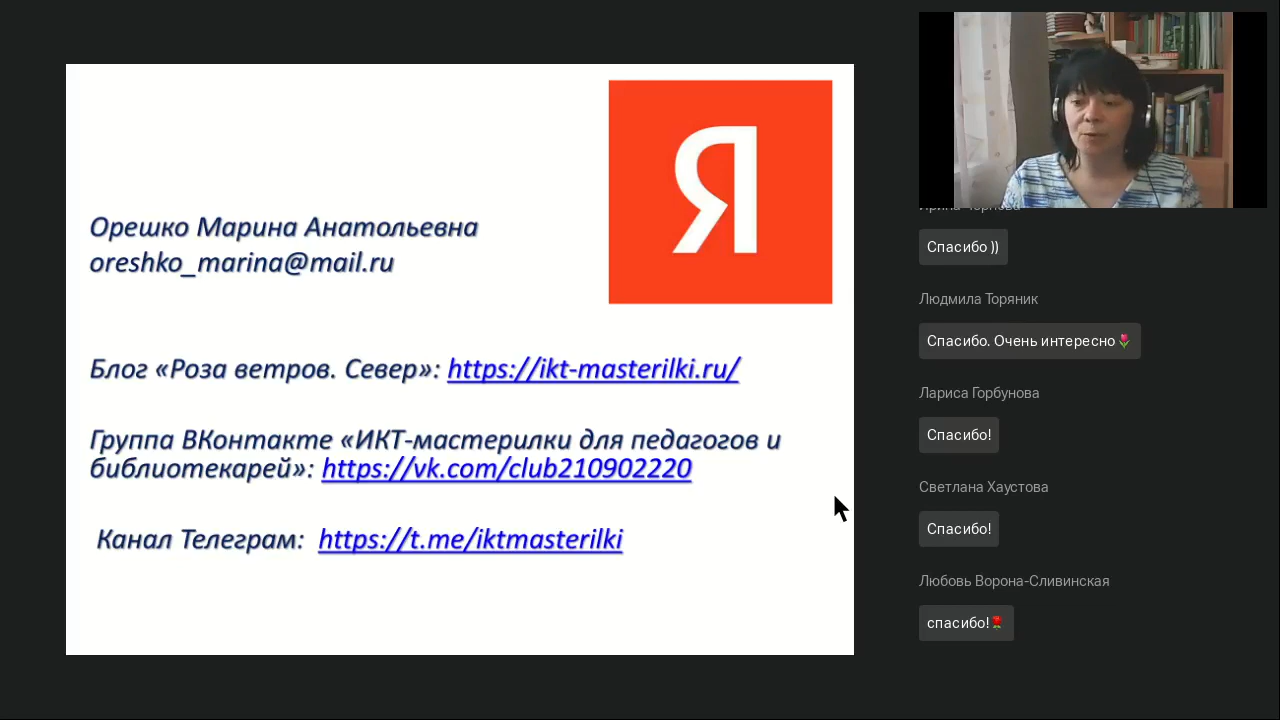 Я
Орешко Марина Анатольевна
oreshko_marina@mail.ru
Блог «Роза ветров. Север»: https://ikt-masterilki.ru/
Группа ВКонтакте «ИКТ-мастерилки для педагогов и
библиотекарей»: https://vk.com/club210902220
Канал Телеграм: https://t.me/iktmasterilki
Спасибо ))
Людмила Торяник
Спасибо. Очень интересно🌷
Лариса Горбунова
Спасибо!
Светлана Хаустова
Спасибо!
Любовь Ворона-Сливинская
спасибо!🌹